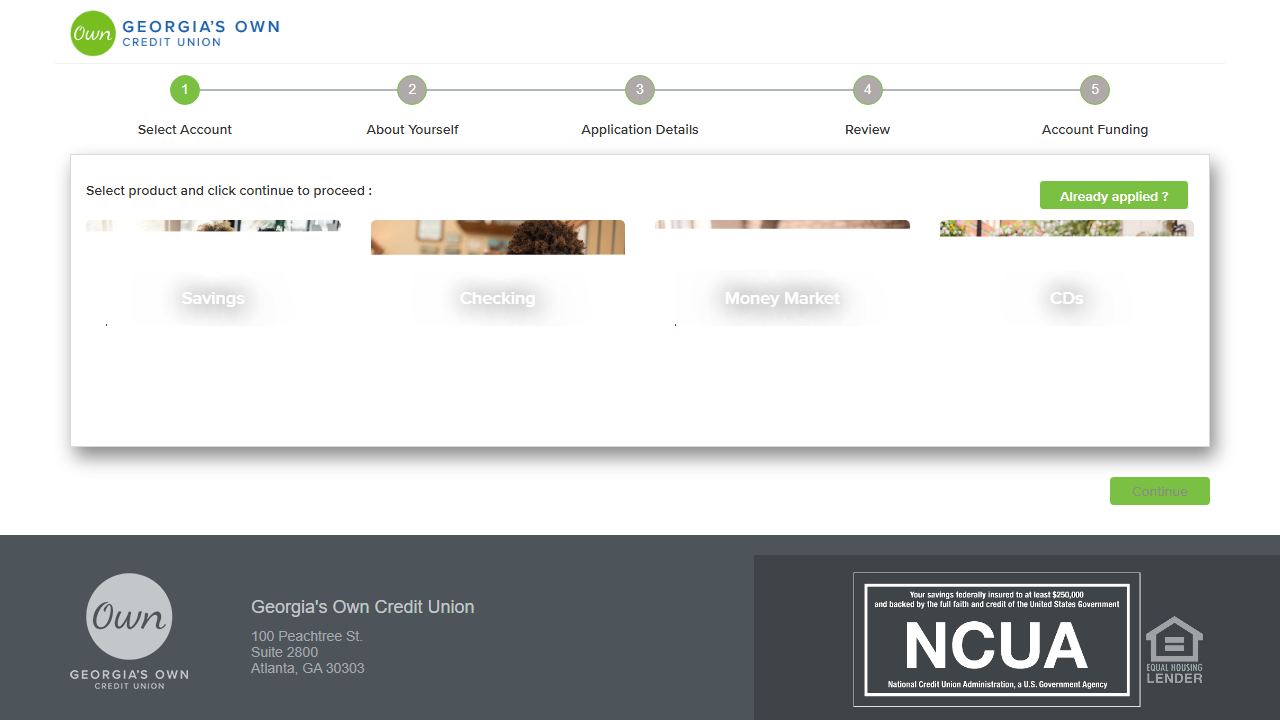 Own GEORGIA'S OWN
CREDIT UNION
1 2 3 4 5
Select Account About Yourself Application Details Review Account Funding
Select product and click continue to proceed :
Already applied ?
Savings Checking Money Market CDs
Continue
Own
GEORGIA'S OWN
CREDIT UNION
Georgia's Own Credit Union
100 Peachtree St.
Suite 2800
Atlanta, GA 30303
Your savings federally insured to at least $250,000
and backed by the full faith and credit of the United States Government
NCUA
National Credit Union Administration, a U.S. Government Agency
EQUAL HOUSING
LENDER